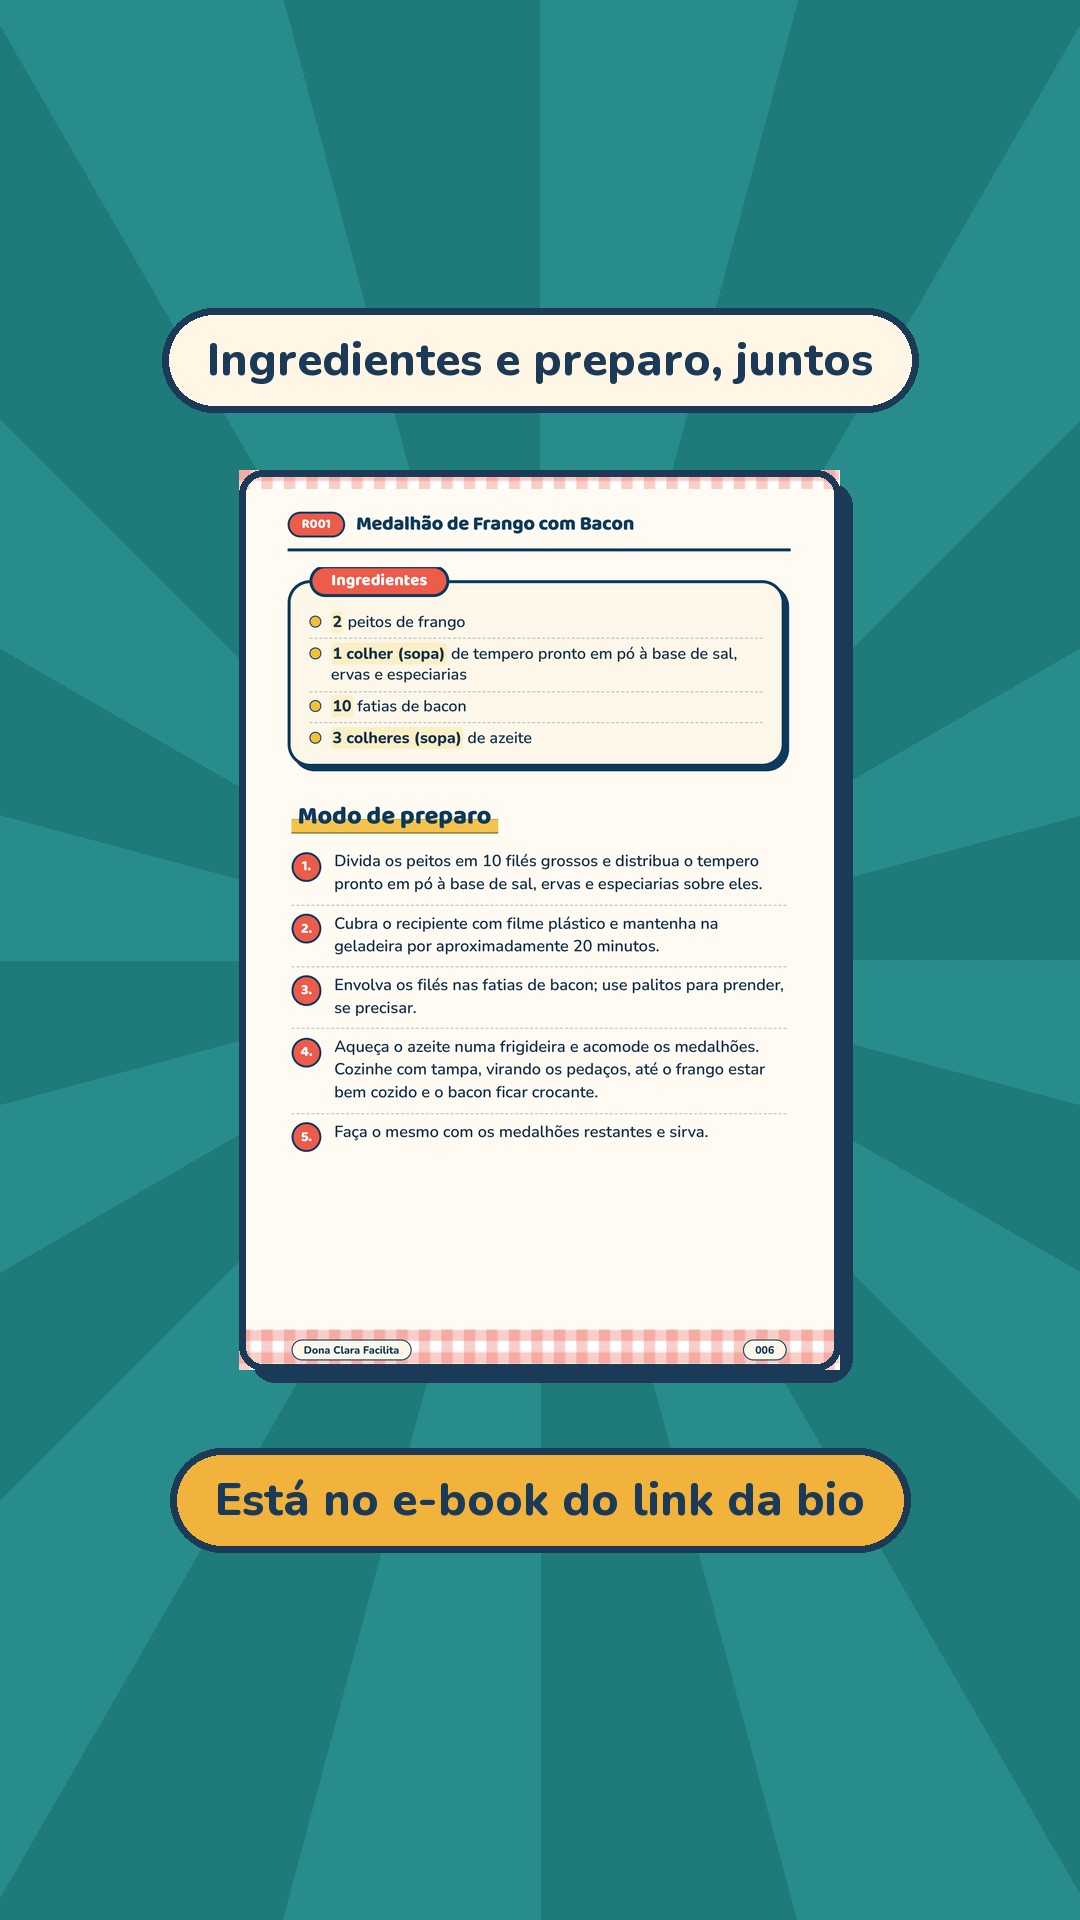 Ingredientes e preparo, juntos
R001 Medalhão de Frango com Bacon
Ingredientes
2 peitos de frango
1 colher (sopa) de tempero pronto em pó à base de sal,
ervas e especiarias
10 fatias de bacon
3 colheres (sopa) de azeite
Modo de preparo
1. Divida os peitos em 10 filés grossos e distribua o tempero
pronto em pó à base de sal, ervas e especiarias sobre eles.
2. Cubra o recipiente com filme plástico e mantenha na
geladeira por aproximadamente 20 minutos.
3. Envolva os filés nas fatias de bacon; use palitos para prender,
se precisar.
4. Aqueça o azeite numa frigideira e acomode os medalhões.
Cozinhe com tampa, virando os pedaços, até o frango estar
bem cozido e o bacon ficar crocante.
5. Faça o mesmo com os medalhões restantes e sirva.
Dona Clara Facilita 006
Está no e-book do link da bio